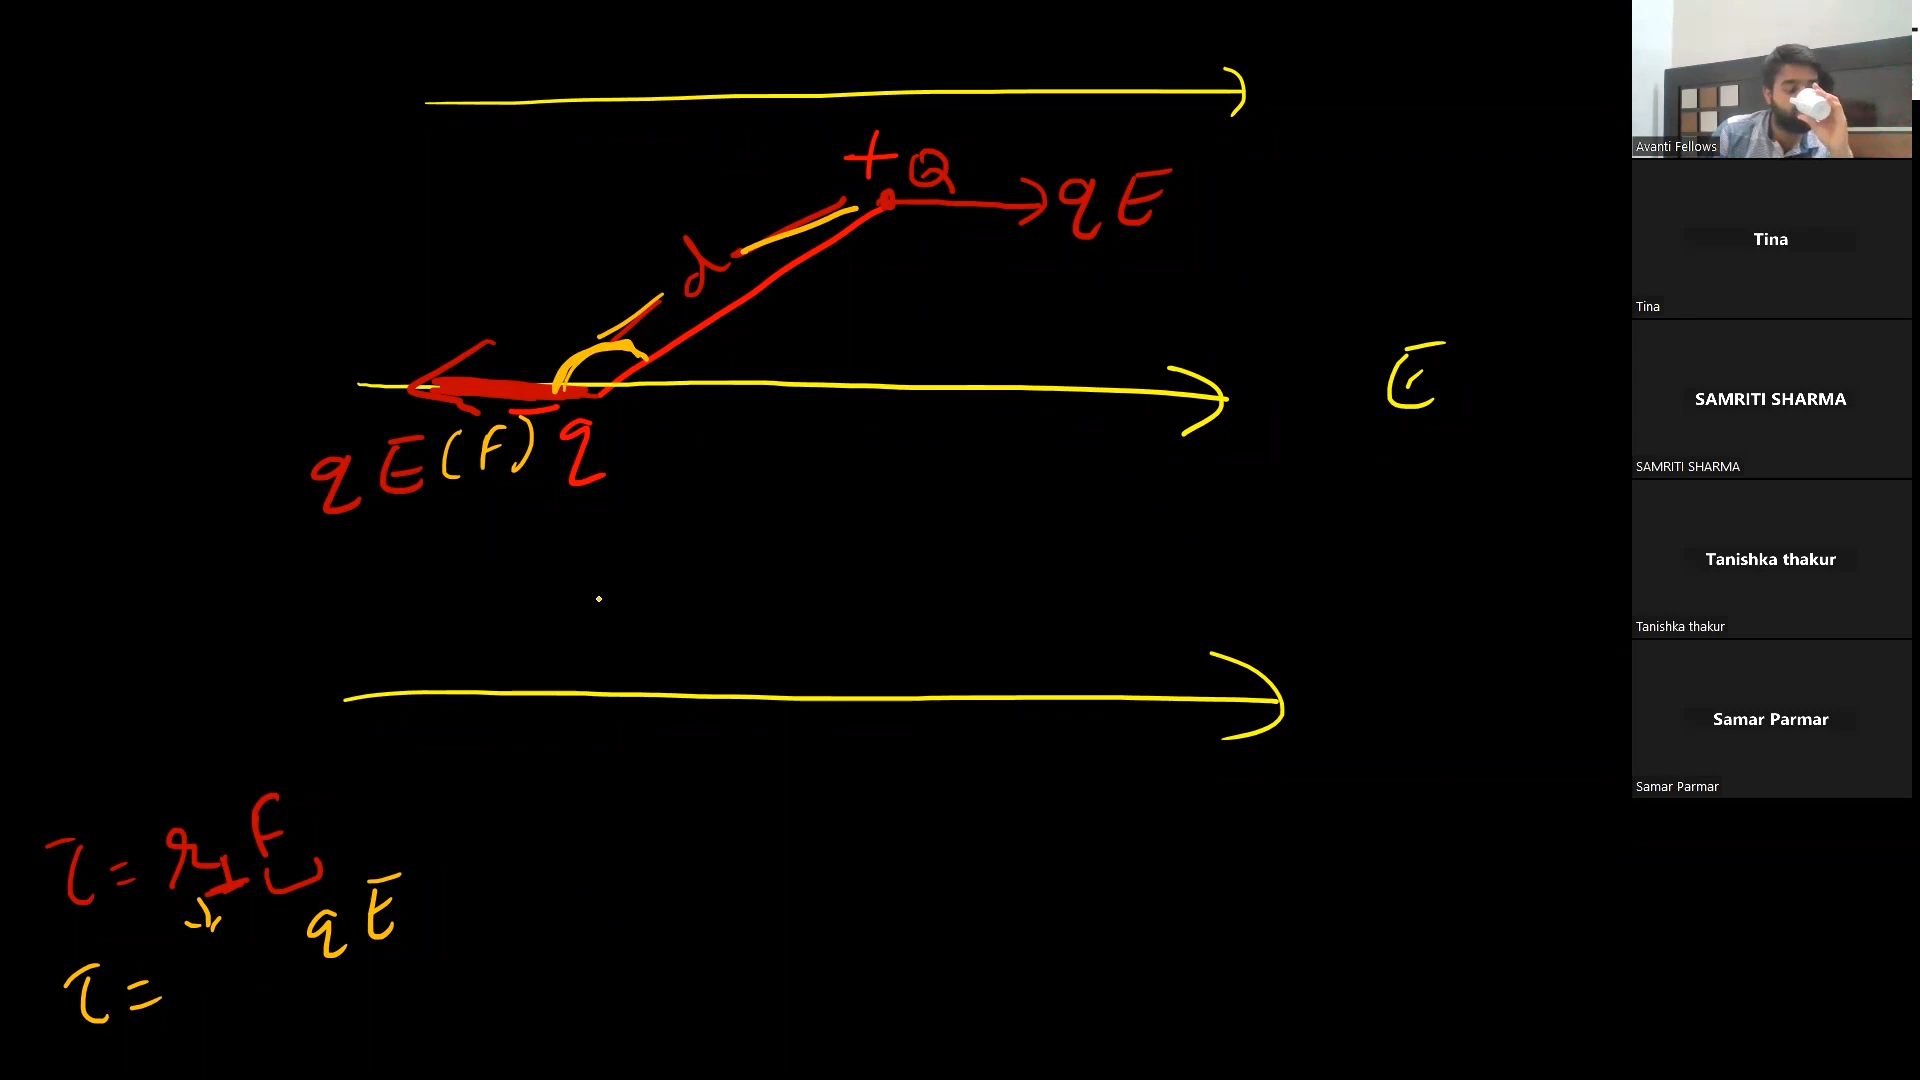 +Q
qE
d
E
qE(F) -q
τ = r⊥ F
qE
τ =
Avanti Fellows
Tina
Tina
SAMRITI SHARMA
SAMRITI SHARMA
Tanishka thakur
Tanishka thakur
Samar Parmar
Samar Parmar